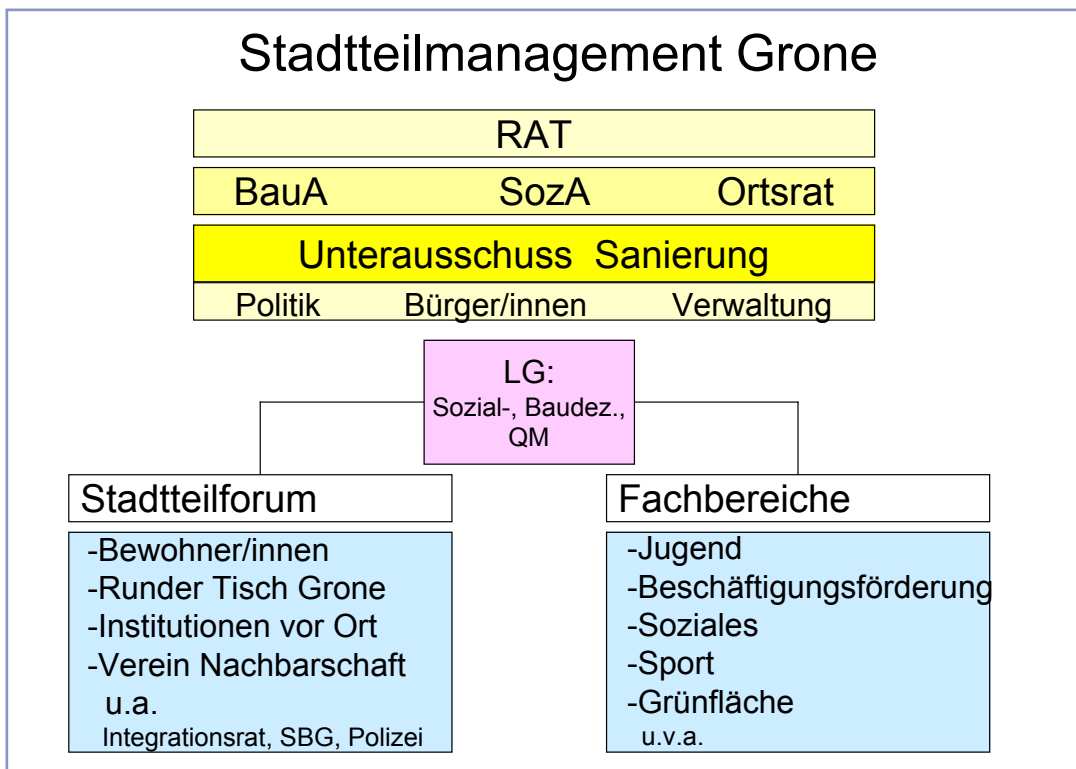 Stadtteilmanagement Grone
RAT
BauA SozA Ortsrat
Unterausschuss Sanierung
Politik Bürger/innen Verwaltung
LG:
Sozial-, Baudez.,
QM
Stadtteilforum
-Bewohner/innen
-Runder Tisch Grone
-Institutionen vor Ort
-Verein Nachbarschaft
u.a.
Integrationsrat, SBG, Polizei
Fachbereiche
-Jugend
-Beschäftigungsförderung
-Soziales
-Sport
-Grünfläche
u.v.a.